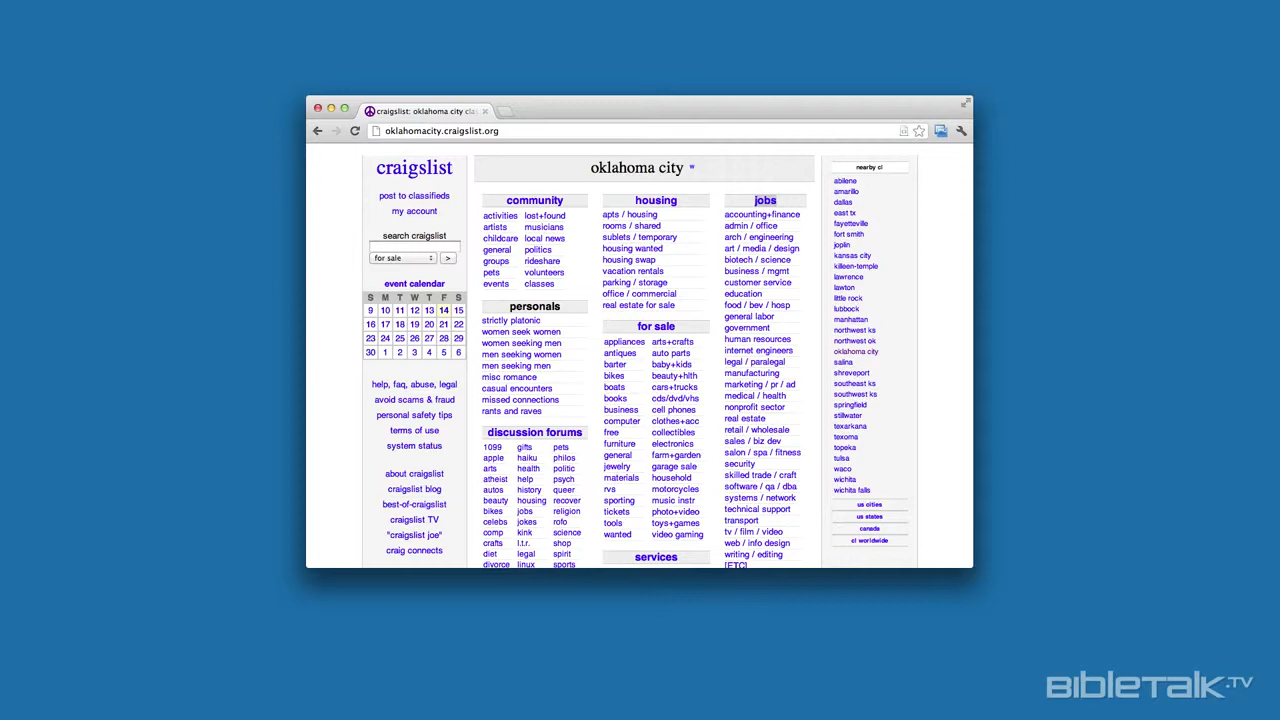 craigslist: oklahoma city clas
oklahomacity.craigslist.org
craigslist
post to classifieds
my account
search craigslist
for sale
>
event calendar
S M T W T F S
9 10 11 12 13 14 15
16 17 18 19 20 21 22
23 24 25 26 27 28 29
30 1 2 3 4 5 6
help, faq, abuse, legal
avoid scams & fraud
personal safety tips
terms of use
system status
about craigslist
craigslist blog
best-of-craigslist
craigslist TV
"craigslist joe"
craig connects
oklahoma city w
community
activities lost+found
artists musicians
childcare local news
general politics
groups rideshare
pets volunteers
events classes
personals
strictly platonic
women seek women
women seeking men
men seeking women
men seeking men
misc romance
casual encounters
missed connections
rants and raves
discussion forums
1099 gifts pets
apple haiku philos
arts health politic
atheist help psych
autos history queer
beauty housing recover
bikes jobs religion
celebs jokes rofo
comp kink science
crafts l.t.r. shop
diet legal spirit
divorce linux sports
housing
apts / housing
rooms / shared
sublets / temporary
housing wanted
housing swap
vacation rentals
parking / storage
office / commercial
real estate for sale
for sale
appliances arts+crafts
antiques auto parts
barter baby+kids
bikes beauty+hlth
boats cars+trucks
books cds/dvd/vhs
business cell phones
computer clothes+acc
free collectibles
furniture electronics
general farm+garden
jewelry garage sale
materials household
rvs motorcycles
sporting music instr
tickets photo+video
tools toys+games
wanted video gaming
services
jobs
accounting+finance
admin / office
arch / engineering
art / media / design
biotech / science
business / mgmt
customer service
education
food / bev / hosp
general labor
government
human resources
internet engineers
legal / paralegal
manufacturing
marketing / pr / ad
medical / health
nonprofit sector
real estate
retail / wholesale
sales / biz dev
salon / spa / fitness
security
skilled trade / craft
software / qa / dba
systems / network
technical support
transport
tv / film / video
web / info design
writing / editing
[ETC]
nearby cl
abilene
amarillo
dallas
east tx
fayetteville
fort smith
joplin
kansas city
killeen-temple
lawrence
lawton
little rock
lubbock
manhattan
northwest ks
northwest ok
oklahoma city
salina
shreveport
southeast ks
southwest ks
springfield
stillwater
texarkana
texoma
topeka
tulsa
waco
wichita
wichita falls
us cities
us states
canada
cl worldwide
BIBLETALK.TV